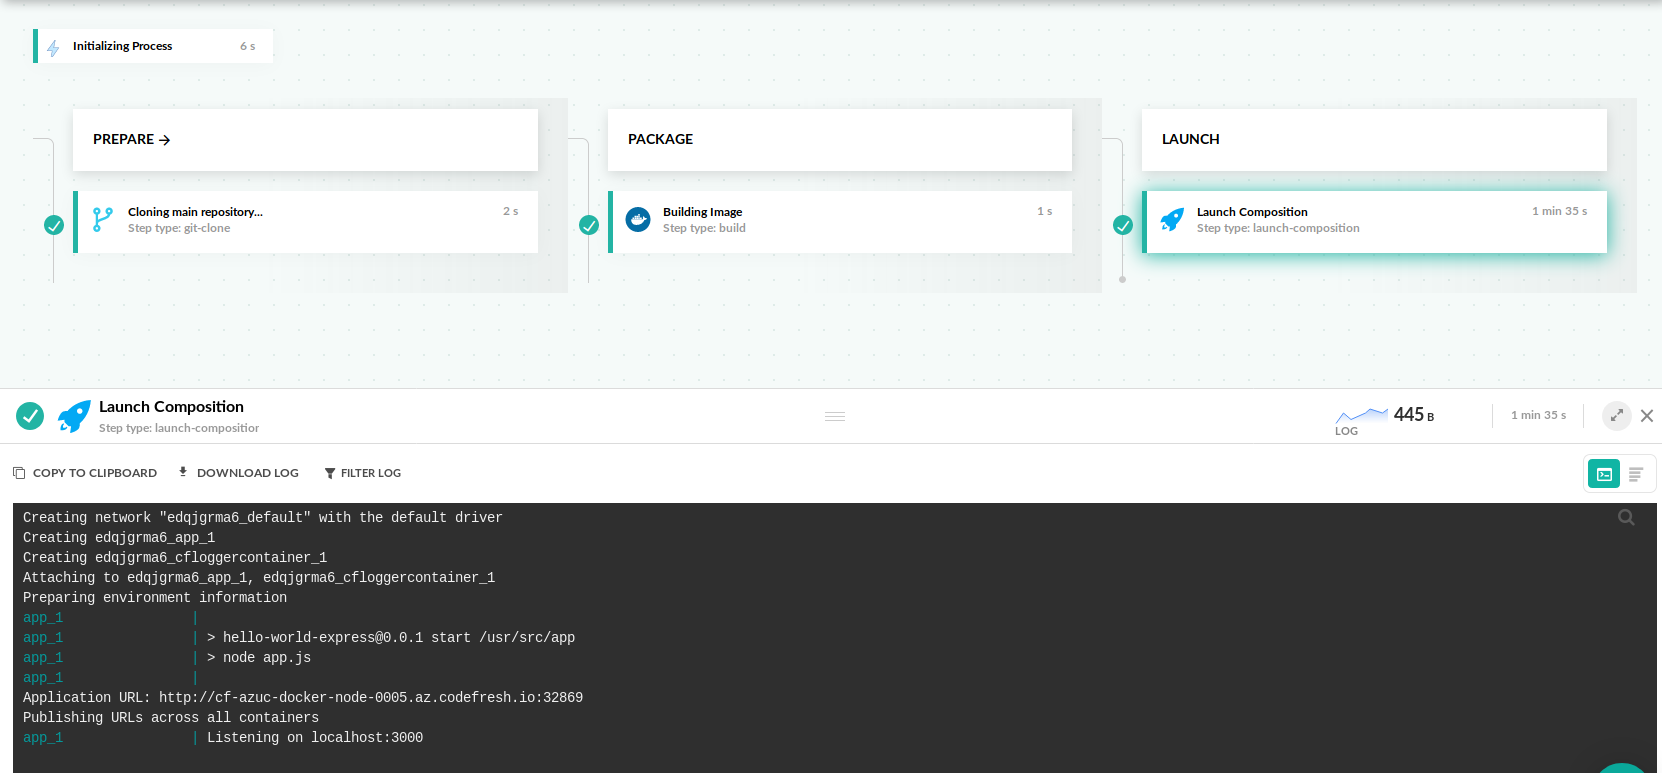 Initializing Process 6 s
PREPARE →
Cloning main repository... 2 s
Step type: git-clone
PACKAGE
Building Image 1 s
Step type: build
LAUNCH
Launch Composition 1 min 35 s
Step type: launch-composition
Launch Composition
Step type: launch-compositior
LOG
445 B
1 min 35 s
COPY TO CLIPBOARD DOWNLOAD LOG FILTER LOG
Creating network "edqjgrma6_default" with the default driver
Creating edqjgrma6_app_1
Creating edqjgrma6_cfloggercontainer_1
Attaching to edqjgrma6_app_1, edqjgrma6_cfloggercontainer_1
Preparing environment information
app_1 |
app_1 | > hello-world-express@0.0.1 start /usr/src/app
app_1 | > node app.js
app_1 |
Application URL: http://cf-azuc-docker-node-0005.az.codefresh.io:32869
Publishing URLs across all containers
app_1 | Listening on localhost:3000